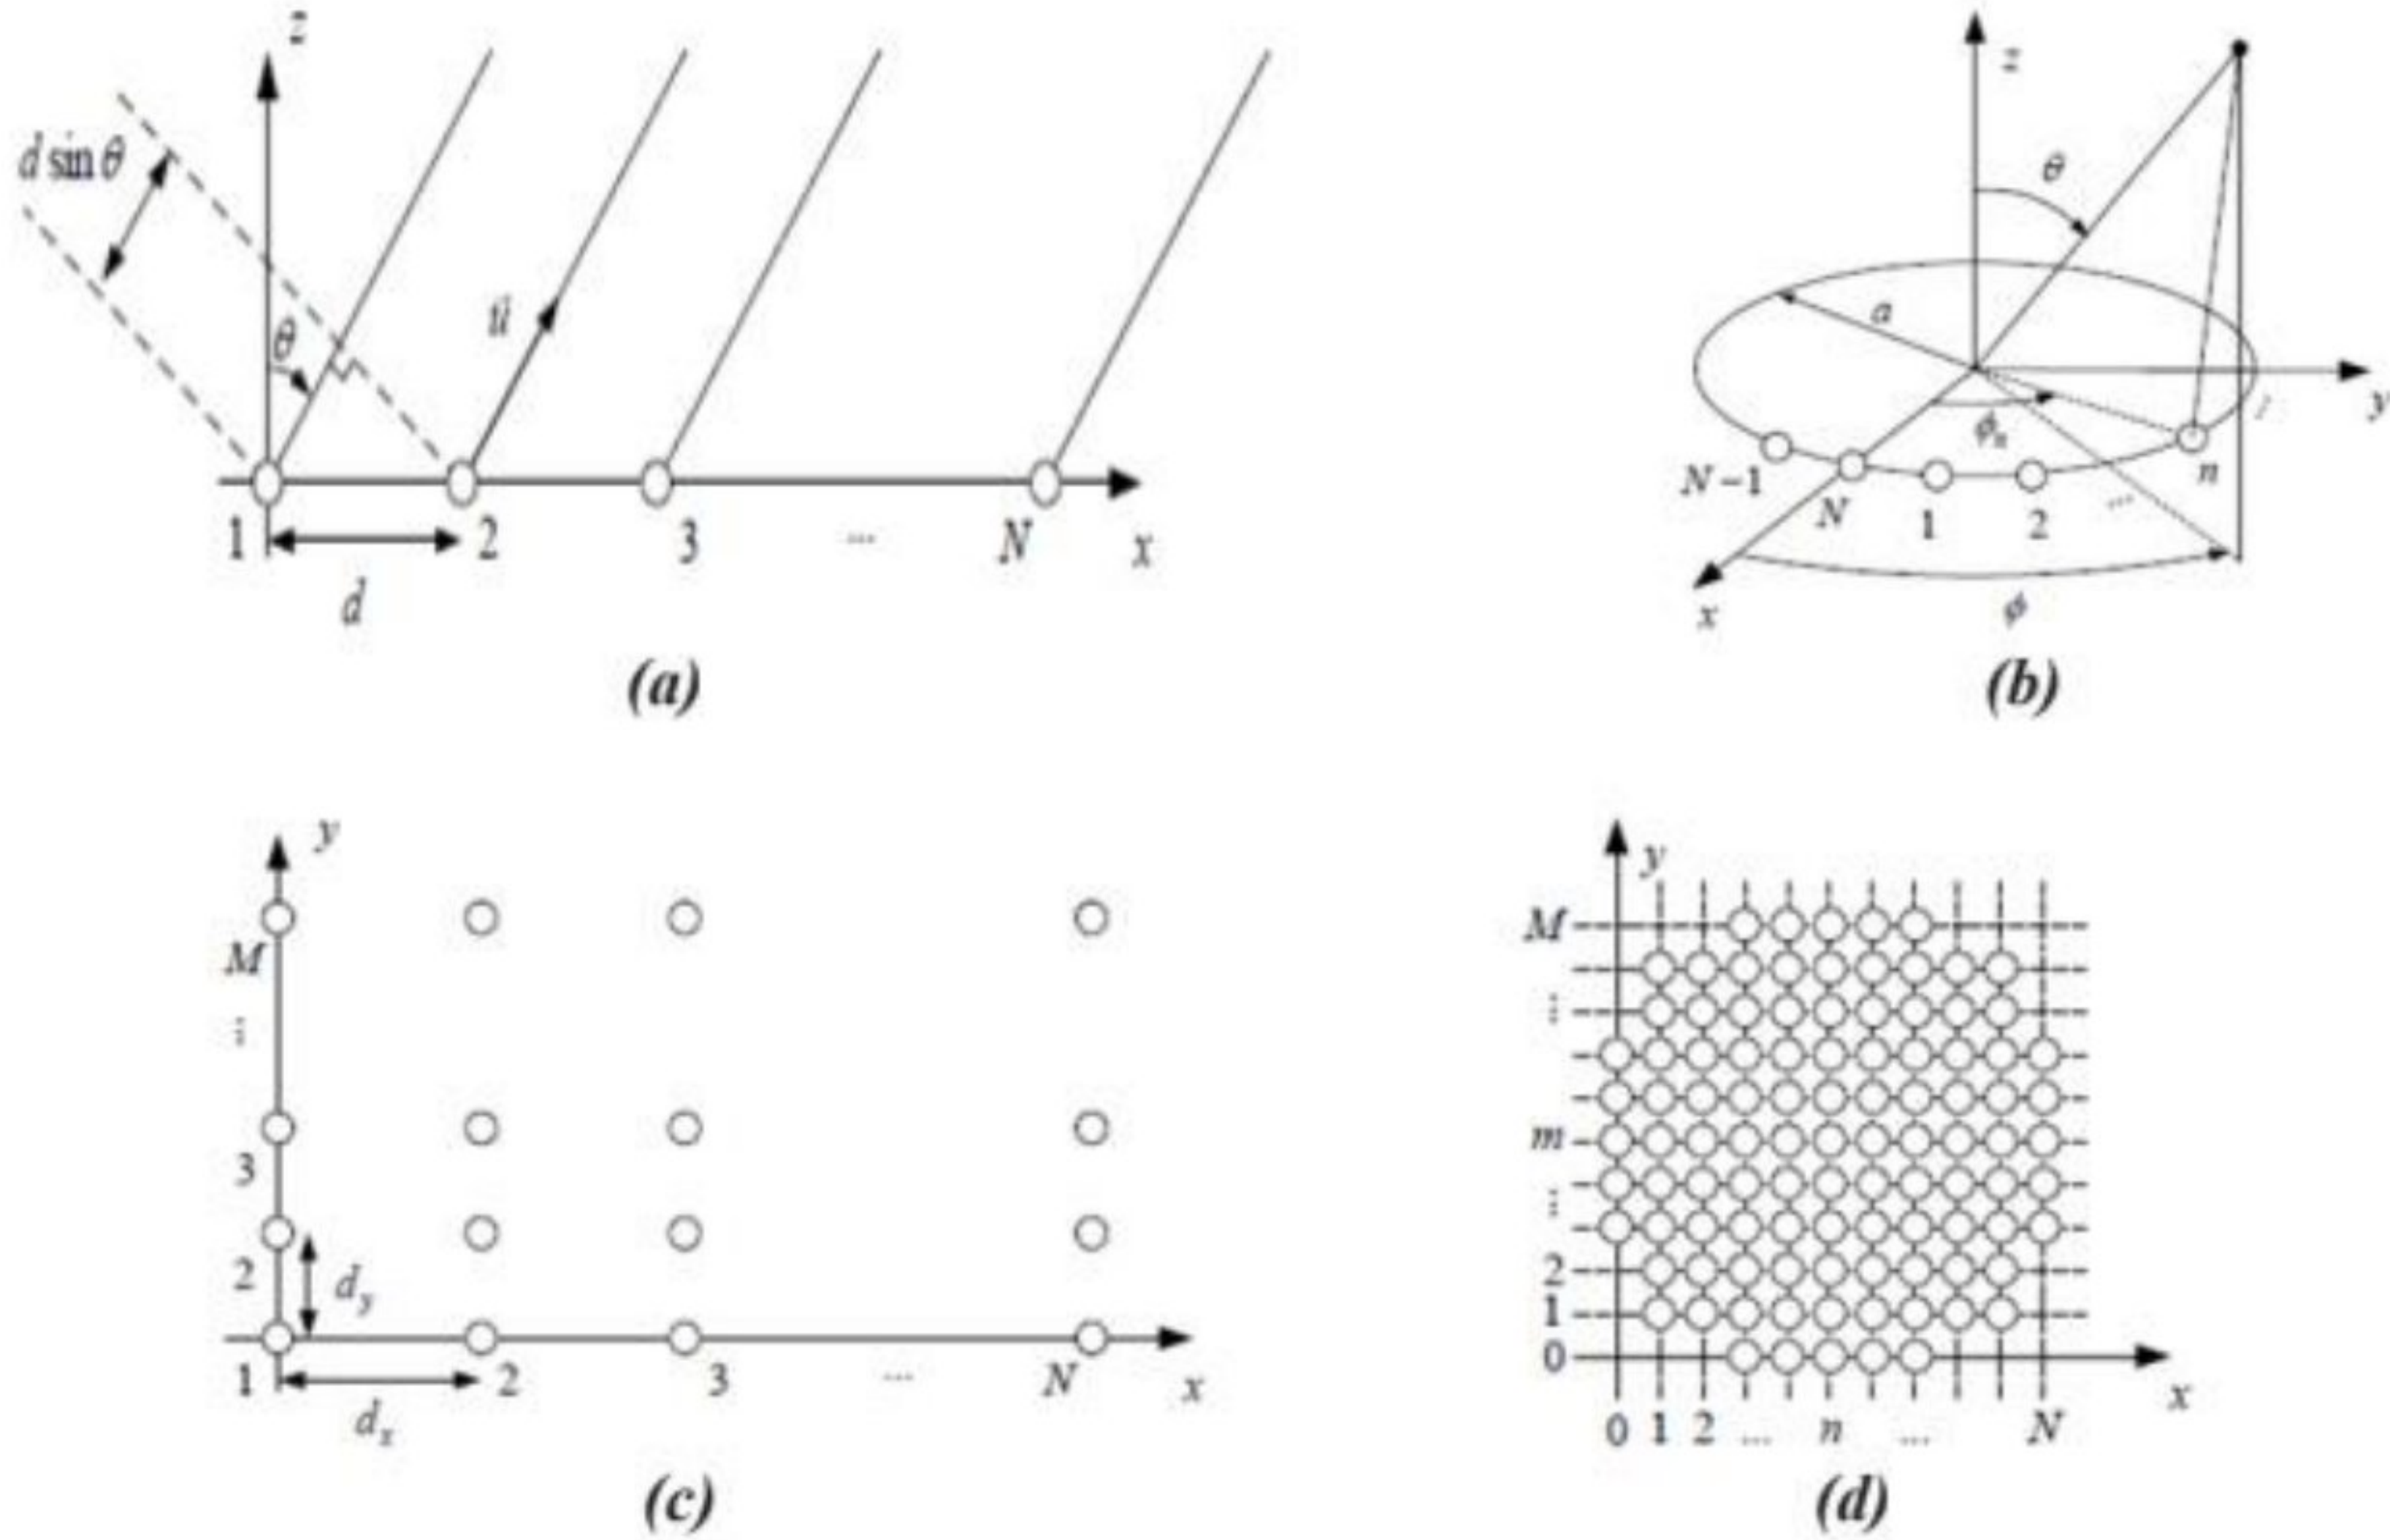 z
d sin θ
θ
u
1 2 3 ... N x
d
(a)
z
θ
a
y
ϕn
N-1 N 1 2 ... n
x
ϕ
(b)
y
M
...
3
2
dy
1 2 3 ... N x
dx
(c)
y
M
...
m
...
2
1
0
x
0 1 2 ... n ... N
(d)